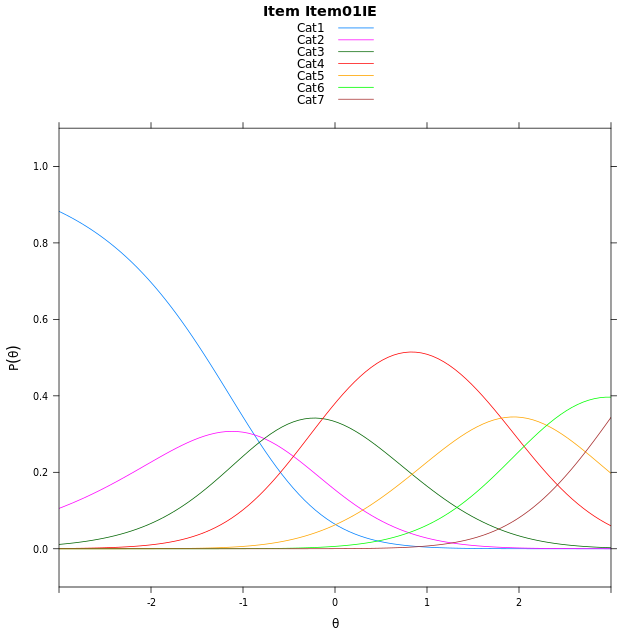 Item Item01IE
Cat1
Cat2
Cat3
Cat4
Cat5
Cat6
Cat7
1.0
0.8
0.6
0.4
0.2
0.0
P(θ)
-2 -1 0 1 2
θ